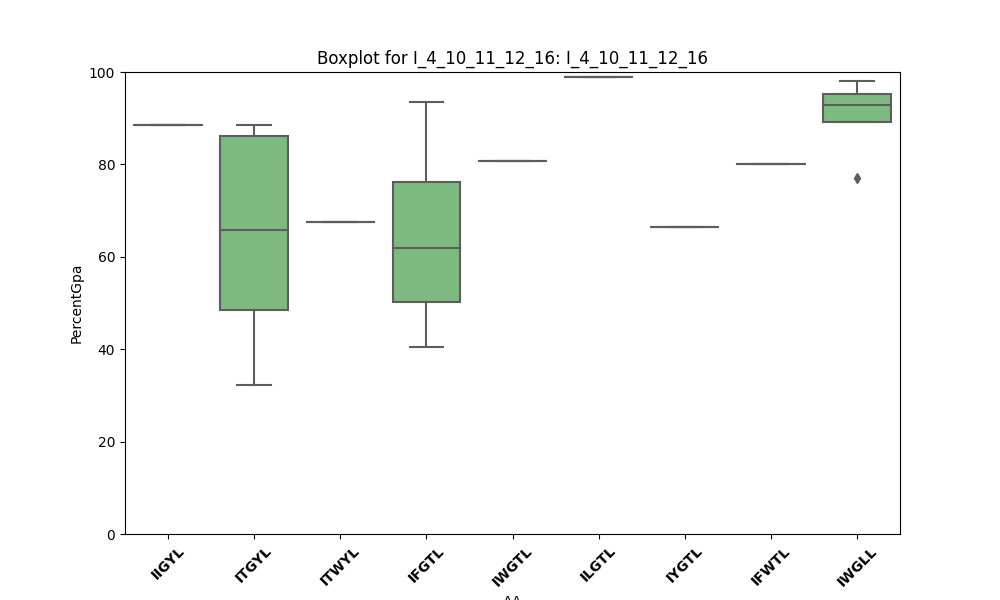 Boxplot for I_4_10_11_12_16: I_4_10_11_12_16
100
80
60
40
20
0
PercentGpa
IIGYL
ITGYL
ITWYL
IFGTL
IWGTL
ILGTL
IYGTL
IFWTL
IWGLL